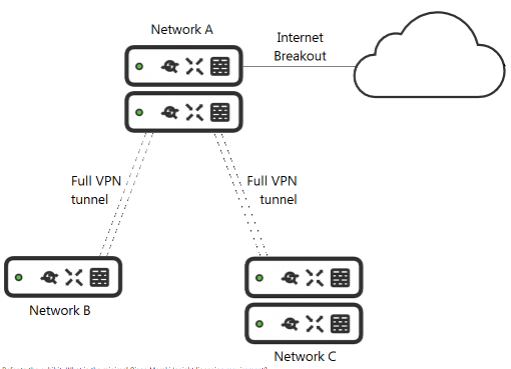 Network A
Internet
Breakout
Full VPN
tunnel
Full VPN
tunnel
Network B
Network C